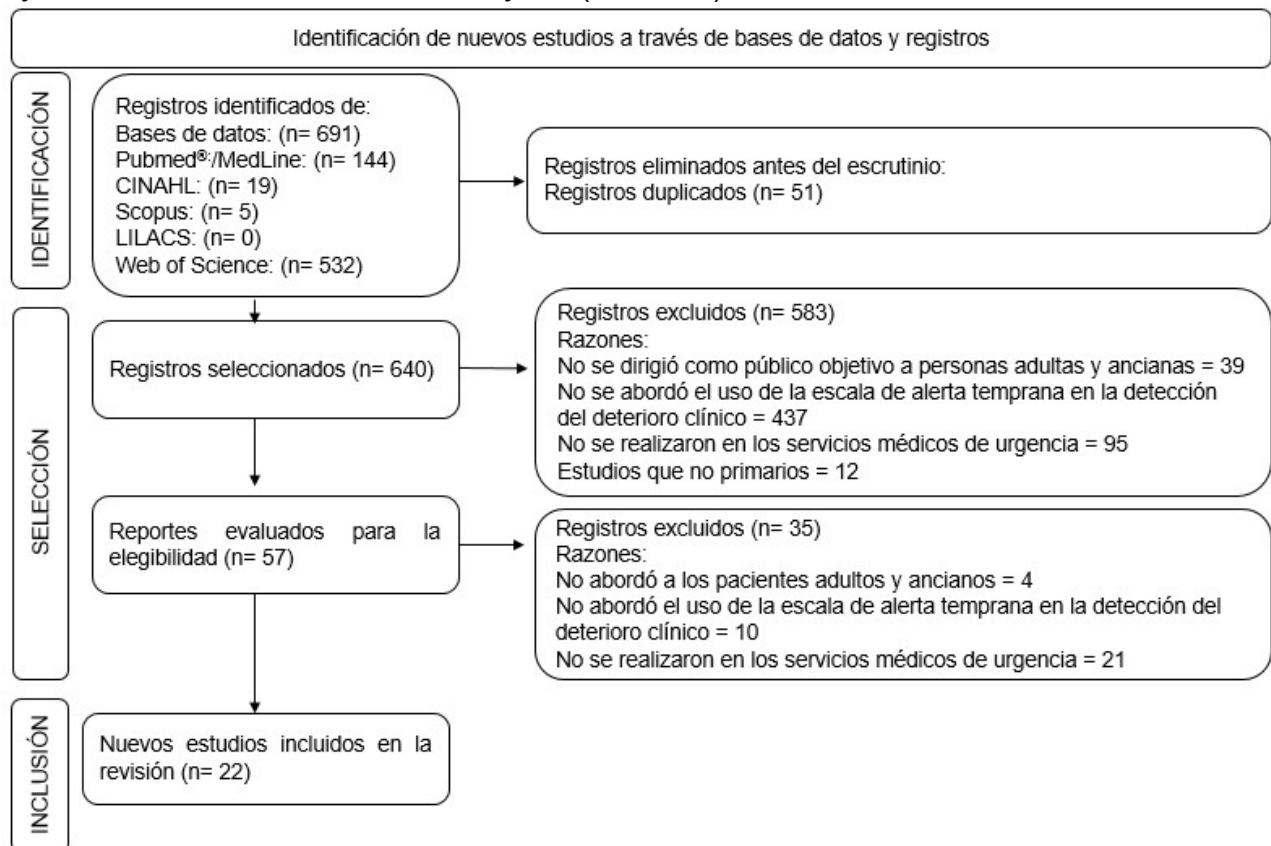 Identificación de nuevos estudios a través de bases de datos y registros
IDENTIFICACIÓN
Registros identificados de:
Bases de datos: (n= 691)
Pubmed®:/MedLine: (n= 144)
CINAHL: (n= 19)
Scopus: (n= 5)
LILACS: (n= 0)
Web of Science: (n= 532)
Registros eliminados antes del escrutinio:
Registros duplicados (n= 51)
SELECCIÓN
Registros seleccionados (n= 640)
Registros excluidos (n= 583)
Razones:
No se dirigió como público objetivo a personas adultas y ancianas = 39
No se abordó el uso de la escala de alerta temprana en la detección
del deterioro clínico = 437
No se realizaron en los servicios médicos de urgencia = 95
Estudios que no primarios = 12
Reportes evaluados para la
elegibilidad (n= 57)
Registros excluidos (n= 35)
Razones:
No abordó a los pacientes adultos y ancianos = 4
No abordó el uso de la escala de alerta temprana en la detección del
deterioro clínico = 10
No se realizaron en los servicios médicos de urgencia = 21
INCLUSIÓN
Nuevos estudios incluidos en la
revisión (n= 22)